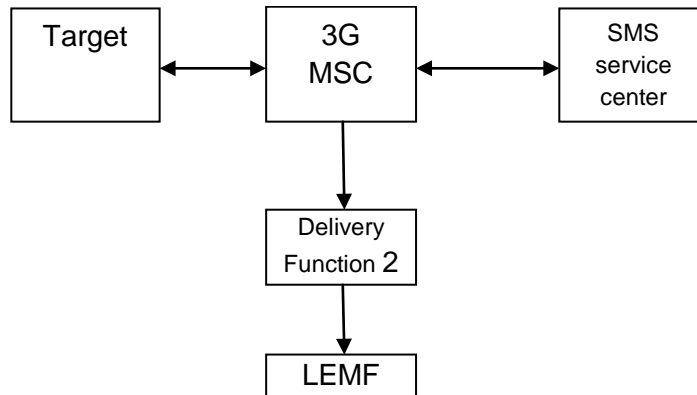 Target
3G
MSC
SMS
service
center
Delivery
Function 2
LEMF